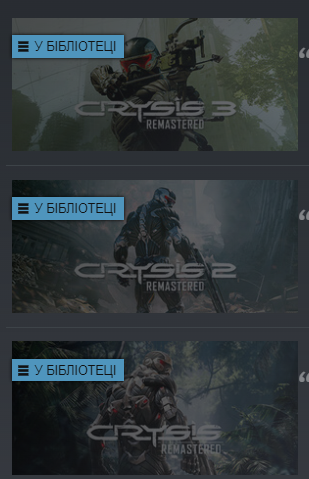 У БІБЛІОТЕЦІ
CRYSIS 3
REMASTERED
У БІБЛІОТЕЦІ
CRYSIS 2
REMASTERED
У БІБЛІОТЕЦІ
CRYSIS
REMASTERED